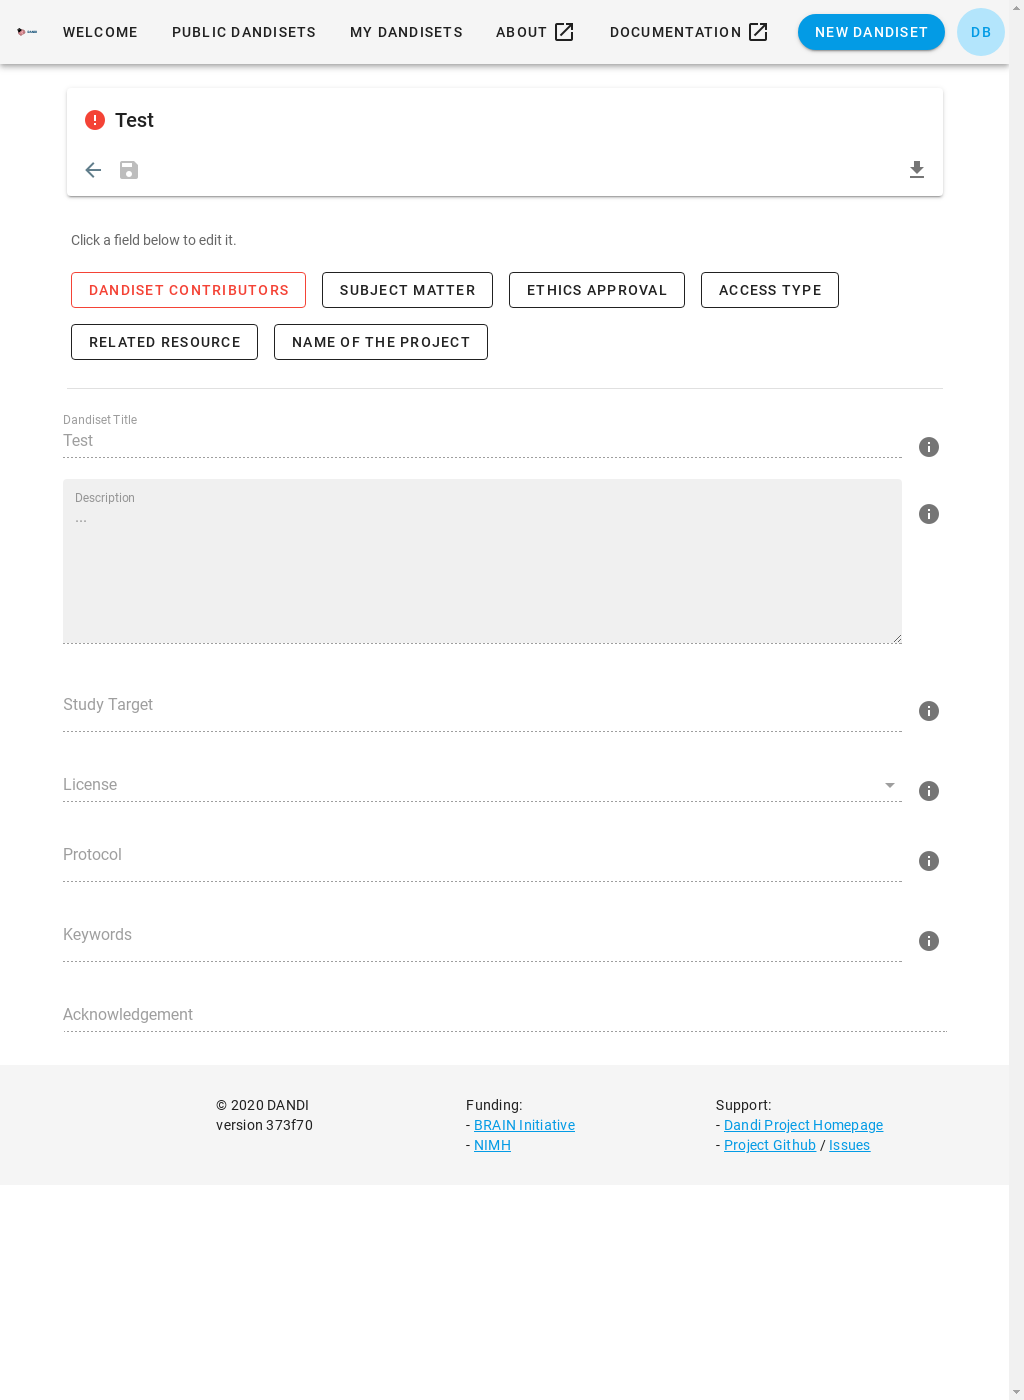 WELCOME PUBLIC DANDISETS MY DANDISETS ABOUT DOCUMENTATION NEW DANDISET DB
Test
Click a field below to edit it.
DANDISET CONTRIBUTORS SUBJECT MATTER ETHICS APPROVAL ACCESS TYPE
RELATED RESOURCE NAME OF THE PROJECT
Dandiset Title
Test
Description
...
Study Target
License
Protocol
Keywords
Acknowledgement
© 2020 DANDI
version 373f70
Funding:
- BRAIN Initiative
- NIMH
Support:
- Dandi Project Homepage
- Project Github / Issues